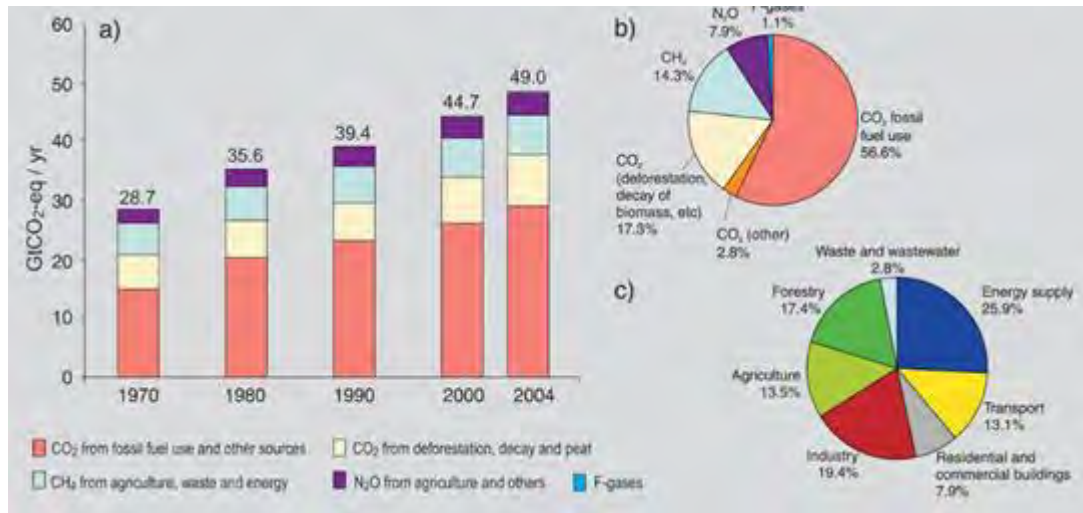 a)
60
50
40
30
20
10
0
GtCO₂-eq / yr
28.7
35.6
39.4
44.7
49.0
1970
1980
1990
2000
2004
CO₂ from fossil fuel use and other sources
CO₂ from deforestation, decay and peat
CH₄ from agriculture, waste and energy
N₂O from agriculture and others
F-gases
b)
F-gases
1.1%
N₂O
7.9%
CH₄
14.3%
CO₂ fossil
fuel use
56.6%
CO₂
(deforestation,
decay of
biomass, etc)
17.3%
CO₂ (other)
2.8%
c)
Waste and wastewater
2.8%
Forestry
17.4%
Energy supply
25.9%
Agriculture
13.5%
Transport
13.1%
Industry
19.4%
Residential and
commercial buildings
7.9%